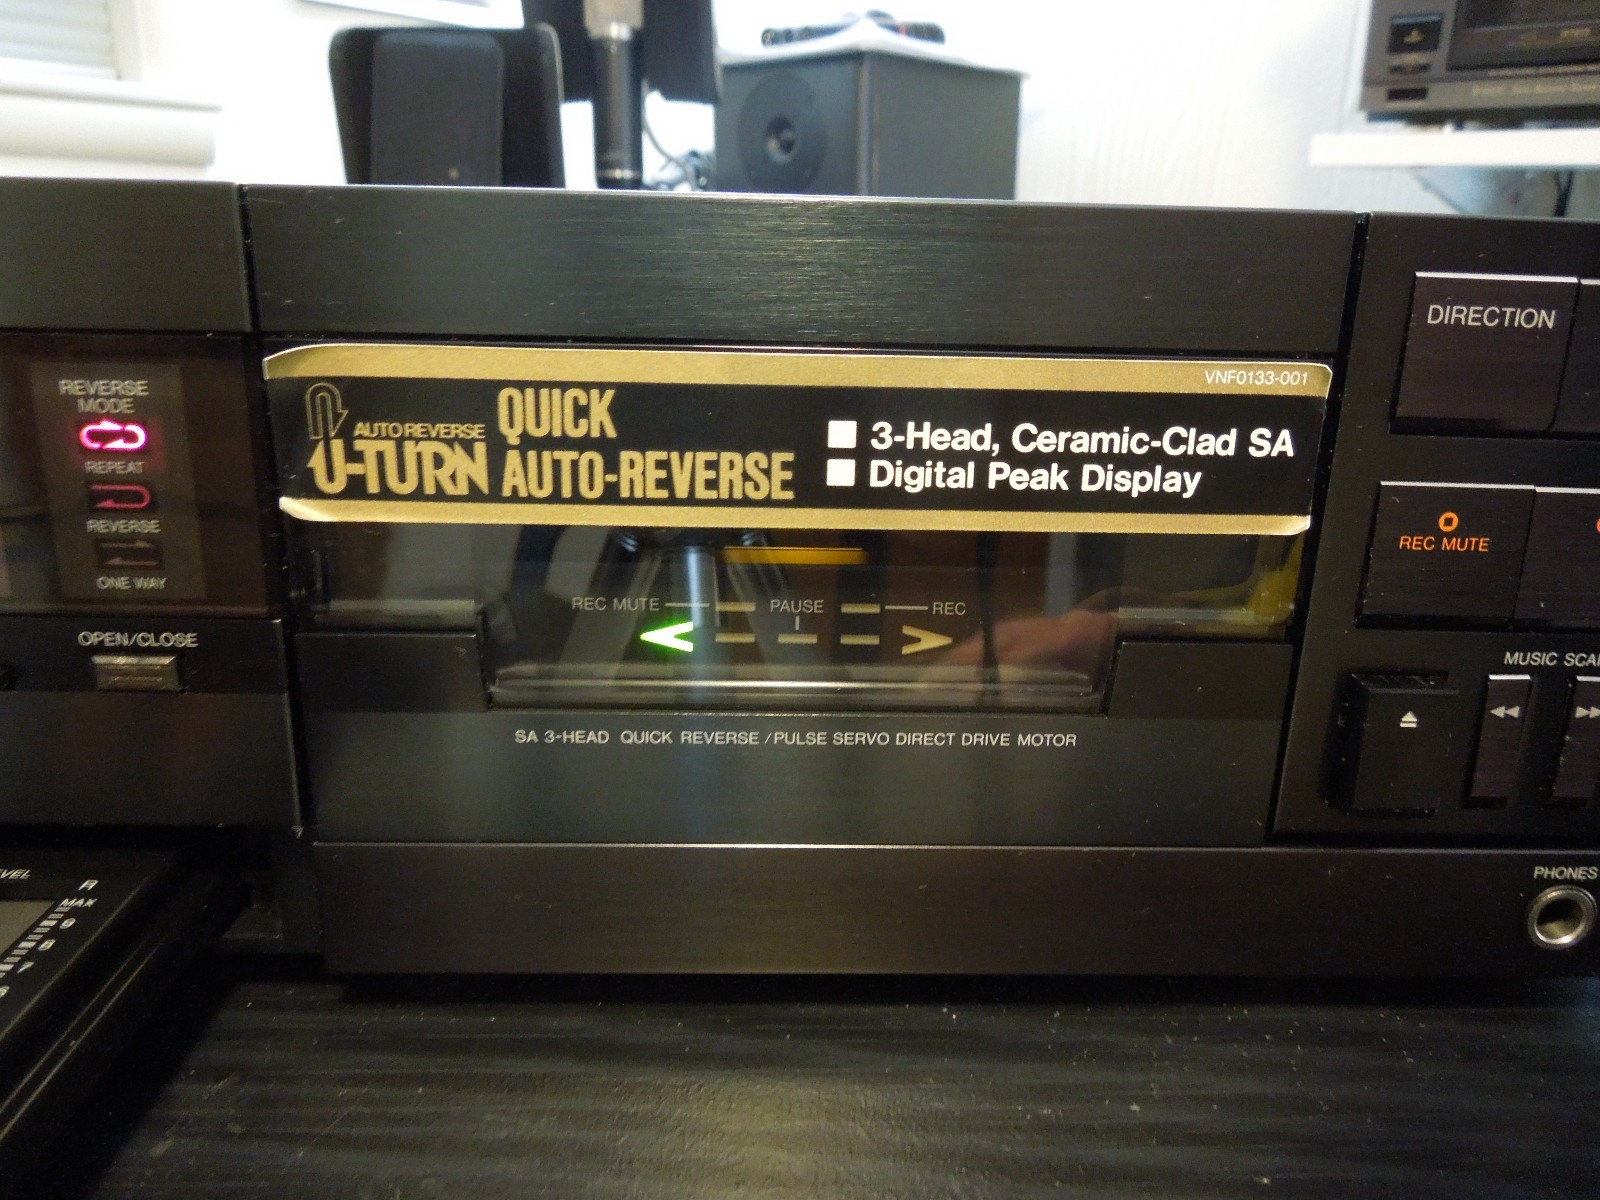 REVERSE
MODE
REPEAT
REVERSE
ONE WAY
OPEN/CLOSE
VNF0133-001
AUTO REVERSE
U-TURN
QUICK
AUTO-REVERSE
3-Head, Ceramic-Clad SA
Digital Peak Display
REC MUTE
PAUSE
REC
SA 3-HEAD QUICK REVERSE /PULSE SERVO DIRECT DRIVE MOTOR
DIRECTION
REC MUTE
MUSIC SCA
PHONES
R
MAX